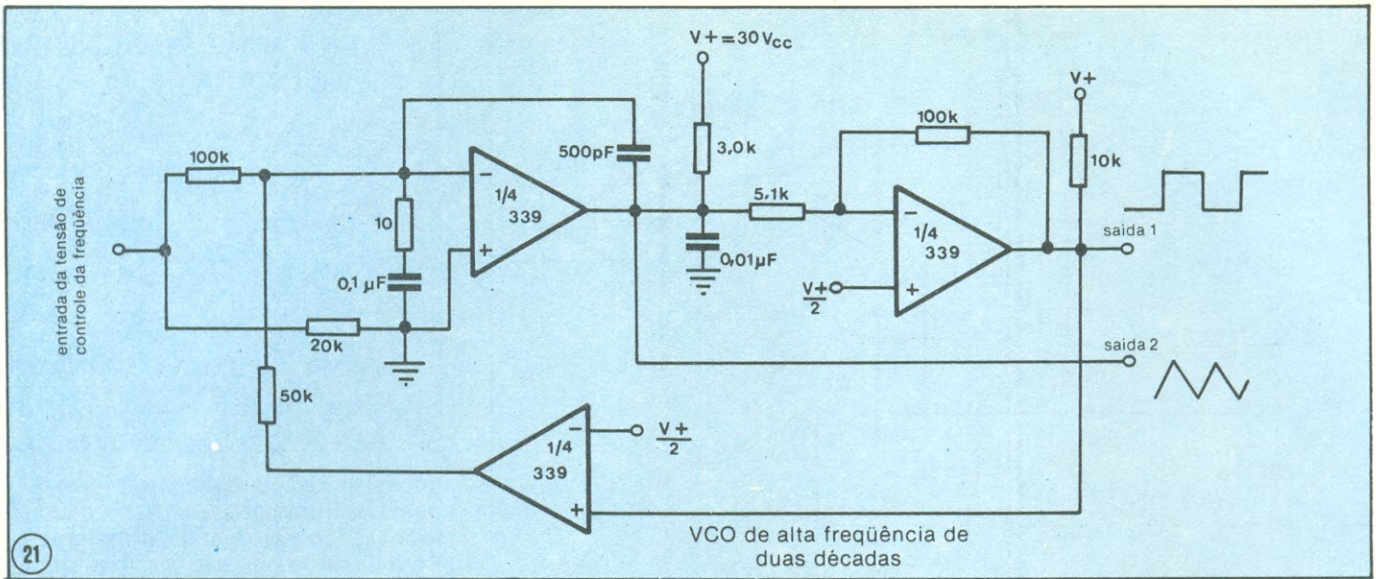 V+=30Vcc
V+
100k
500pF
3,0k
100k
10k
entrada da tensão de
controle da freqüência
10
1/4
339
5,1k
1/4
339
saida 1
0,1 µF
0,01µF
V+
2
20k
saida 2
50k
1/4
339
V+
2
VCO de alta freqüência de
duas décadas
21
- + - + - +